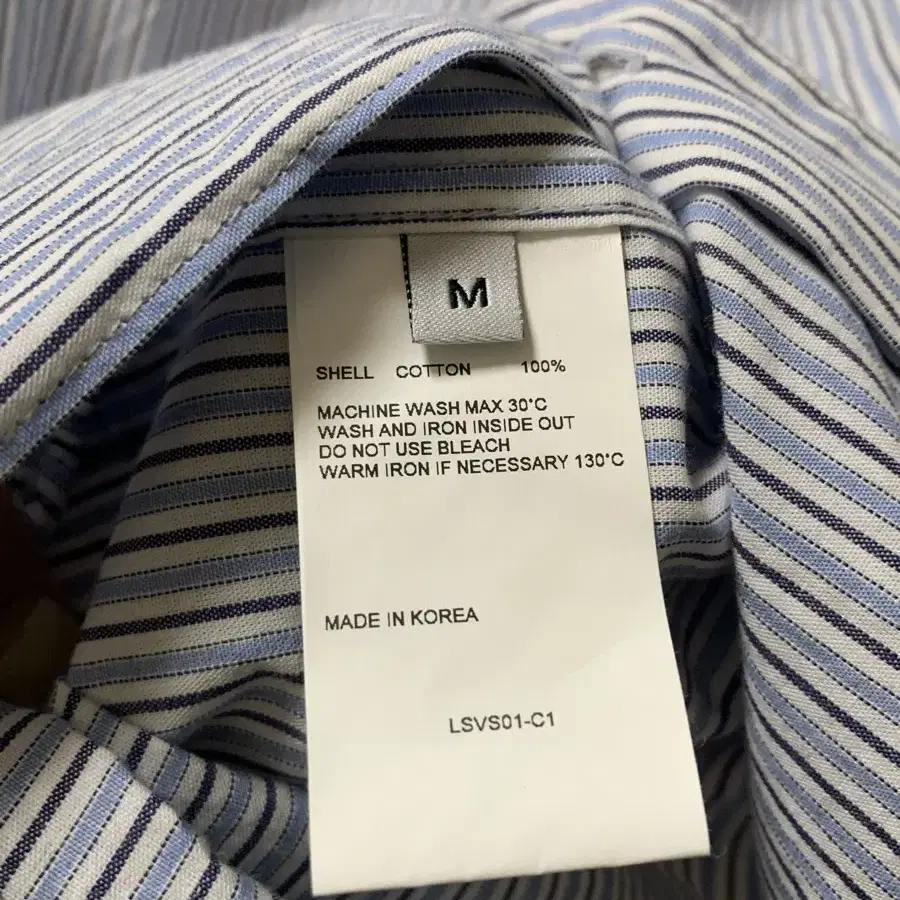 M
SHELL COTTON 100%
MACHINE WASH MAX 30°C
WASH AND IRON INSIDE OUT
DO NOT USE BLEACH
WARM IRON IF NECESSARY 130°C
MADE IN KOREA
LSVS01-C1